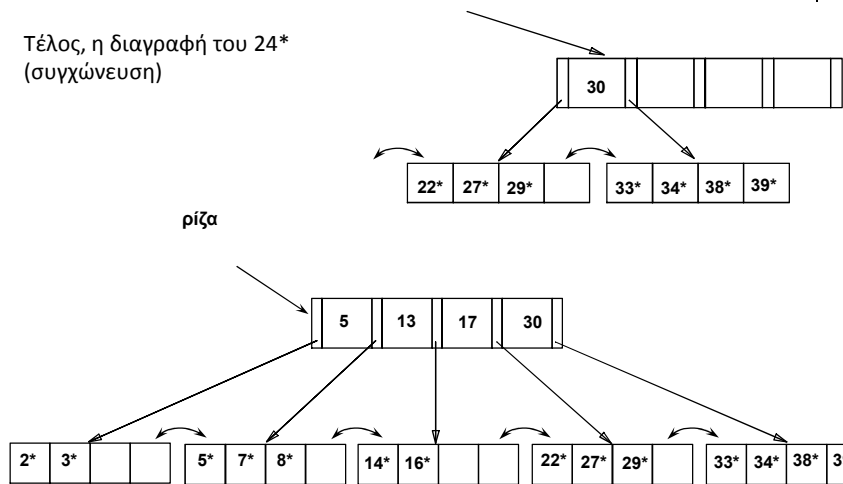 Τέλος, η διαγραφή του 24*
(συγχώνευση)
30
22* 27* 29* 33* 34* 38* 39*
ρίζα
5 13 17 30
2* 3* 5* 7* 8* 14* 16* 22* 27* 29* 33* 34* 38*